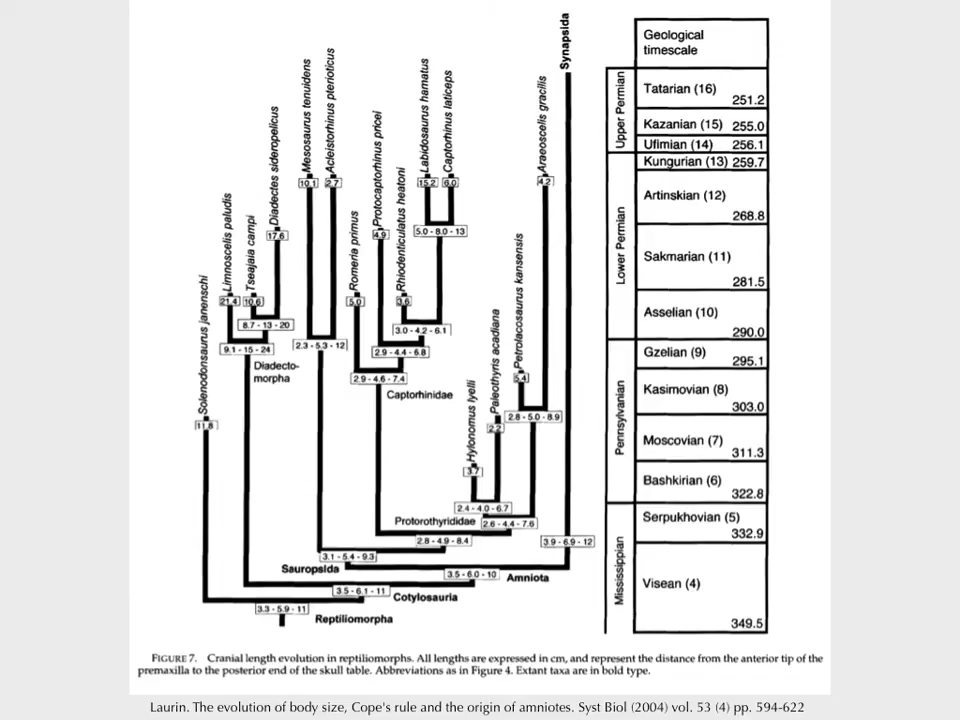 Synapsida
Geological
timescale
Upper Permian
Tatarian (16)
251.2
Kazanian (15) 255.0
Ufimian (14) 256.1
Lower Permian
Kungurian (13) 259.7
Artinskian (12)
268.8
Sakmarian (11)
281.5
Asselian (10)
290.0
Pennsylvanian
Gzelian (9)
295.1
Kasimovian (8)
303.0
Moscovian (7)
311.3
Bashkirian (6)
322.8
Mississippian
Serpukhovian (5)
332.9
Visean (4)
349.5
Solenodonsaurus janenschi
Limnoscelis paludis
Tseajaia campi
Diadectes sideropelicus
Mesosaurus tenuidens
Acleistorhinus pteroticus
Romeria primus
Protocaptorhinus pricei
Rhiodenticulatus heatoni
Labidosaurus hamatus
Captorhinus laticeps
Hylonomus lyelli
Paleothyris acadiana
Petrolacosaurus kansensis
Araeoscelis gracilis
10.1
2.7
15.2
6.0
4.2
17.6
4.9
5.0 - 8.0 - 13
21.4
10.6
5.0
3.6
8.7 - 13 - 20
3.0 - 4.2 - 6.1
9.1 - 15 - 24
2.3 - 5.3 - 12
2.9 - 4.4 - 6.8
Diadecto-
morpha
2.9 - 4.6 - 7.4
5.4
Captorhinidae
2.8 - 5.0 - 8.9
11.8
2.2
3.7
2.4 - 4.0 - 6.7
Protorothyrididae
2.6 - 4.4 - 7.6
2.8 - 4.9 - 8.4
3.9 - 6.9 - 12
3.1 - 5.4 - 9.3
Sauropsida
3.5 - 6.0 - 10
Amniota
3.5 - 6.1 - 11
Cotylosauria
3.3 - 5.9 - 11
Reptiliomorpha
FIGURE 7. Cranial length evolution in reptiliomorphs. All lengths are expressed in cm, and represent the distance from the anterior tip of the
premaxilla to the posterior end of the skull table. Abbreviations as in Figure 4. Extant taxa are in bold type.
Laurin. The evolution of body size, Cope's rule and the origin of amniotes. Syst Biol (2004) vol. 53 (4) pp. 594-622